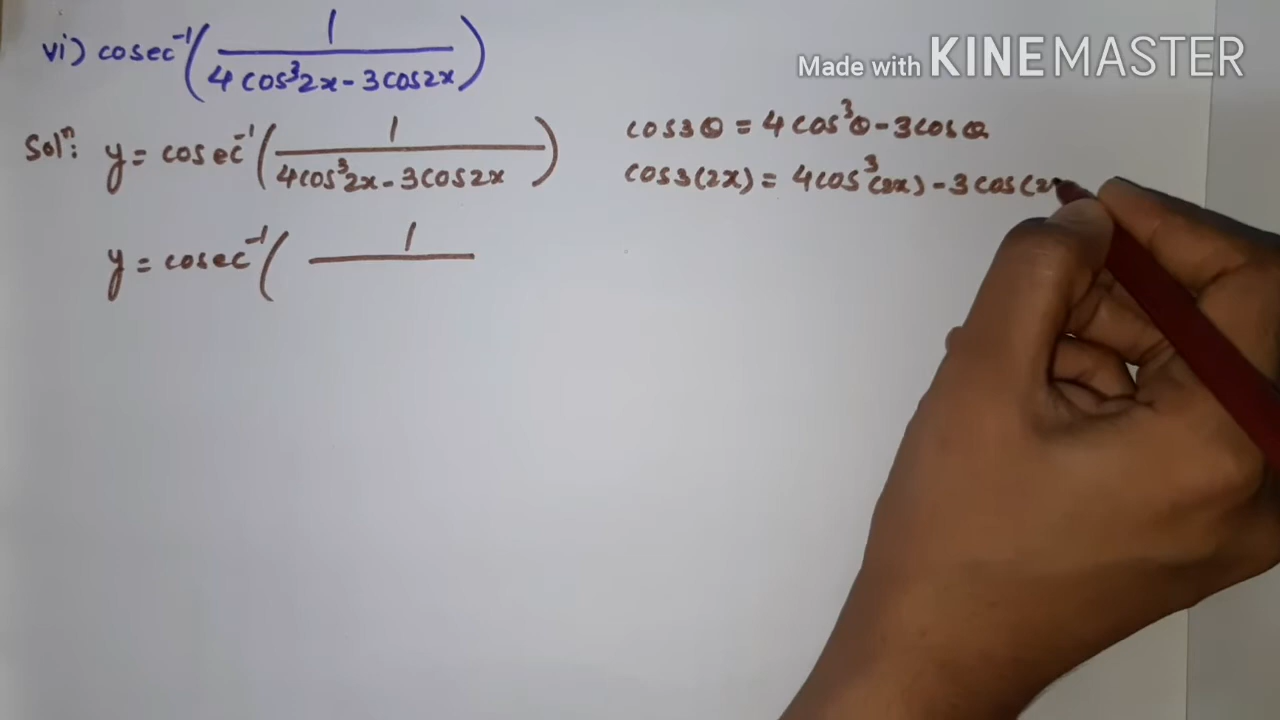 vi) cosec⁻¹(1/(4cos³2x-3cos2x))
Made with KINEMASTER
Solⁿ: y = cosec⁻¹(1/(4cos³2x-3cos2x))
cos3θ = 4cos³θ-3cosθ
cos3(2x) = 4cos³(2x)-3cos(2x
y = cosec⁻¹(1/